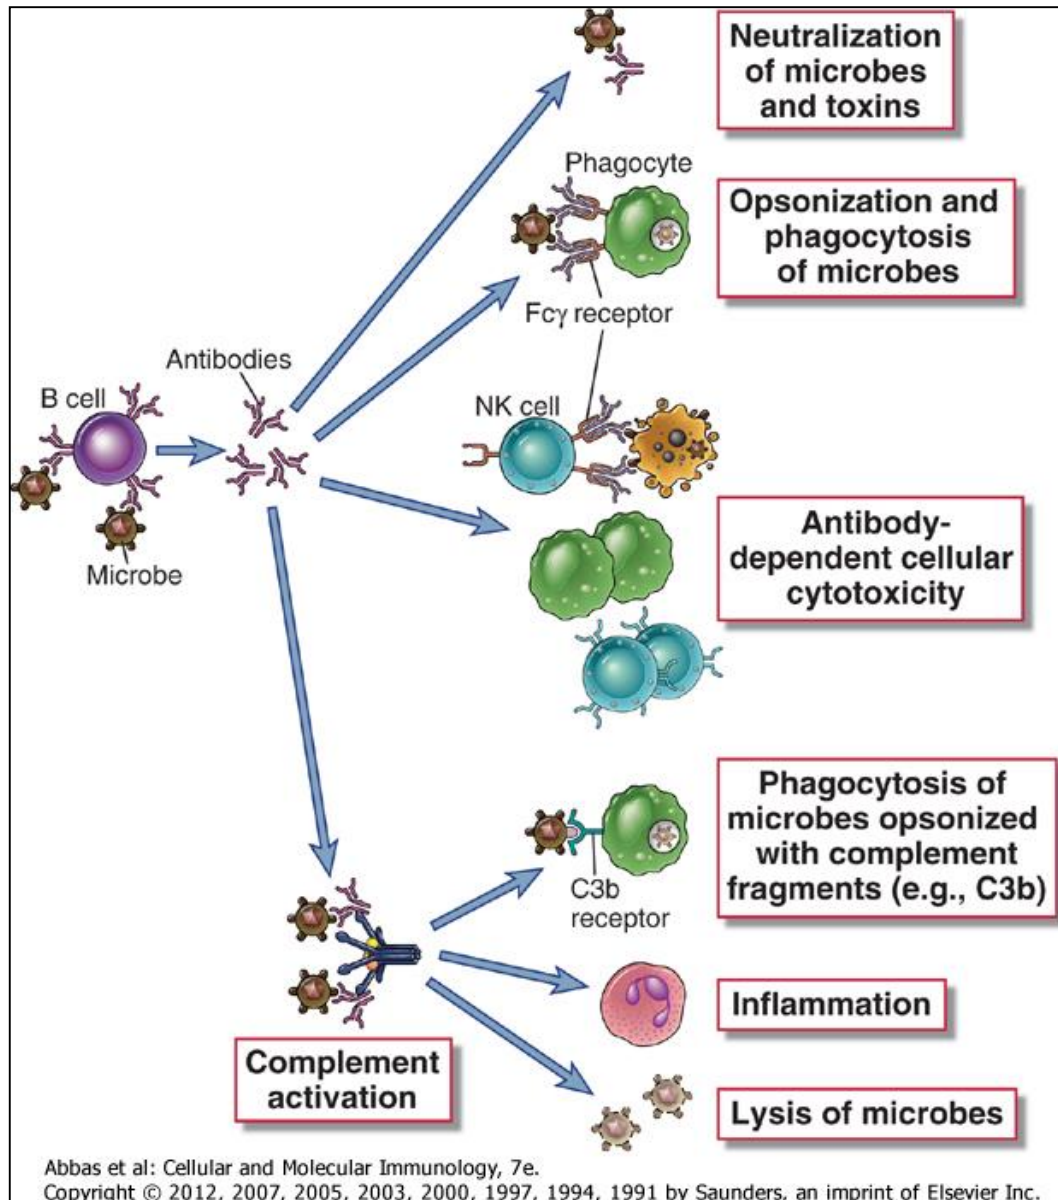 Neutralization
of microbes
and toxins
Phagocyte
Opsonization and
phagocytosis
of microbes
Fcγ receptor
Antibodies
B cell
NK cell
Microbe
Antibody-
dependent cellular
cytotoxicity
Phagocytosis of
microbes opsonized
with complement
fragments (e.g., C3b)
C3b
receptor
Inflammation
Complement
activation
Lysis of microbes
Abbas et al: Cellular and Molecular Immunology, 7e.
Copyright © 2012, 2007, 2005, 2003, 2000, 1997, 1994, 1991 by Saunders, an imprint of Elsevier Inc.